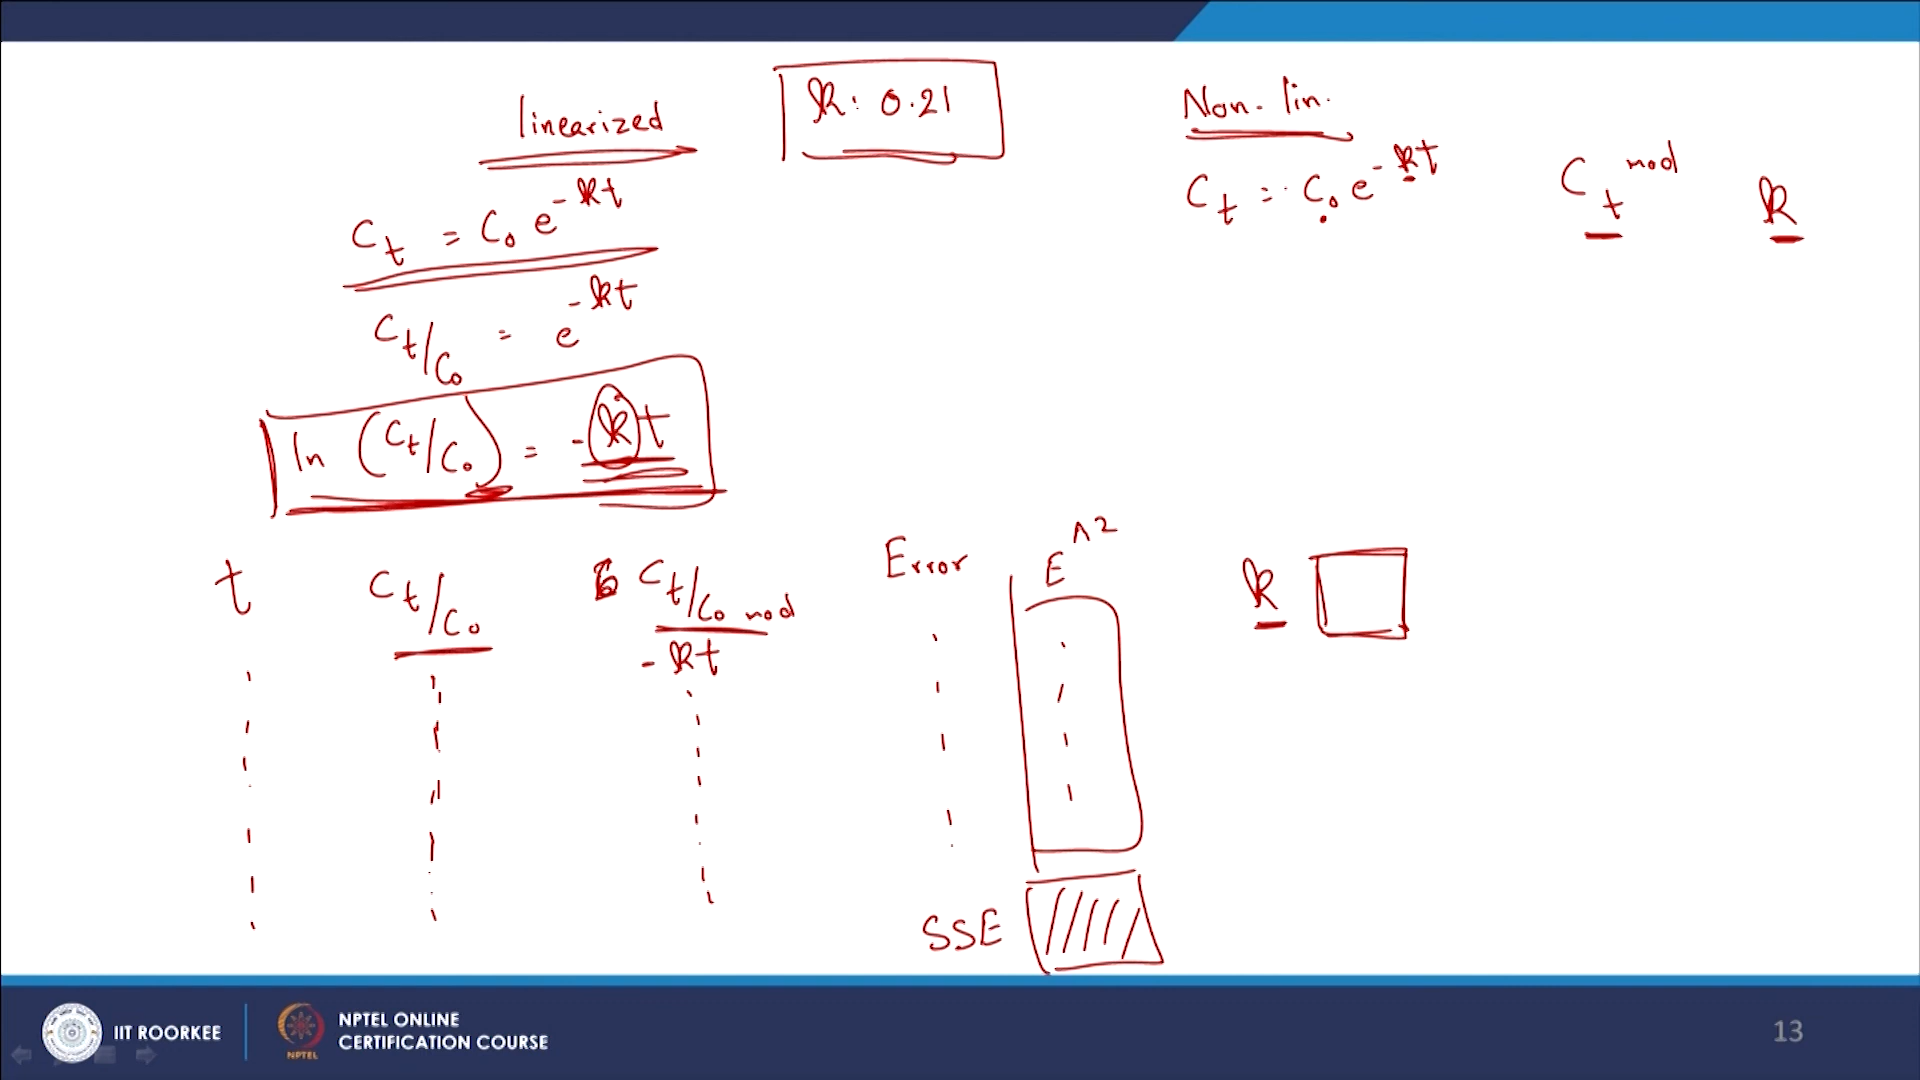 linearized
k: 0.21
Non-lin.
Cₜ = C₀ e^-kt
Cₜ = C₀ e^-kt
Cₜ mod
k
Cₜ/C₀ = e^-kt
ln (Cₜ/C₀) = -kt
t
Cₜ/C₀
Cₜ/C₀ mod
-kt
Error
E^2
k
SSE
IIT ROORKEE
NPTEL
NPTEL ONLINE
CERTIFICATION COURSE
13